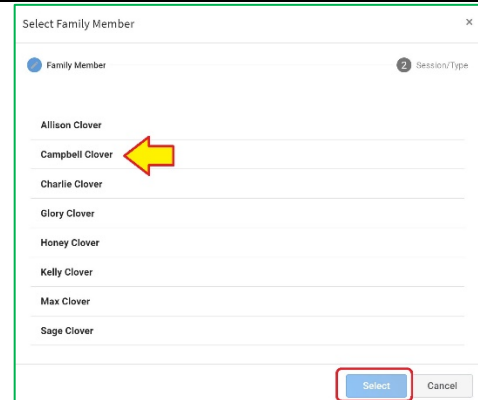 Select Family Member ×
Family Member 2 Session/Type
Allison Clover
Campbell Clover
Charlie Clover
Glory Clover
Honey Clover
Kelly Clover
Max Clover
Sage Clover
Select Cancel